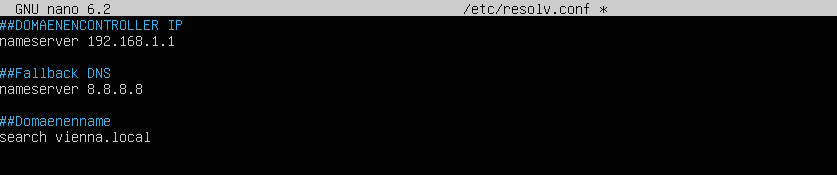 GNU nano 6.2 /etc/resolv.conf *
##DOMAENENCONTROLLER IP
nameserver 192.168.1.1
##Fallback DNS
nameserver 8.8.8.8
##Domaenenname
search vienna.local